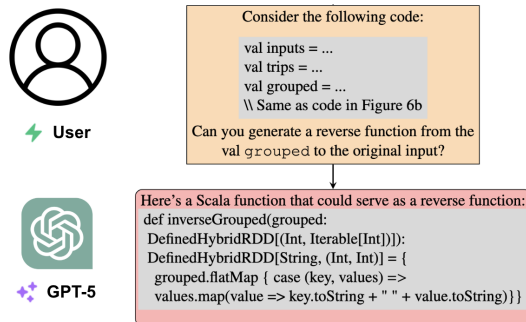 Consider the following code:
val inputs = ...
val trips = ...
val grouped = ...
\\ Same as code in Figure 6b
Can you generate a reverse function from the
val grouped to the original input?
User
Here's a Scala function that could serve as a reverse function:
def inverseGrouped(grouped:
DefinedHybridRDD[(Int, Iterable[Int])]):
DefinedHybridRDD[String, (Int, Int)] = {
grouped.flatMap { case (key, values) =>
values.map(value => key.toString + " " + value.toString)}}
GPT-5